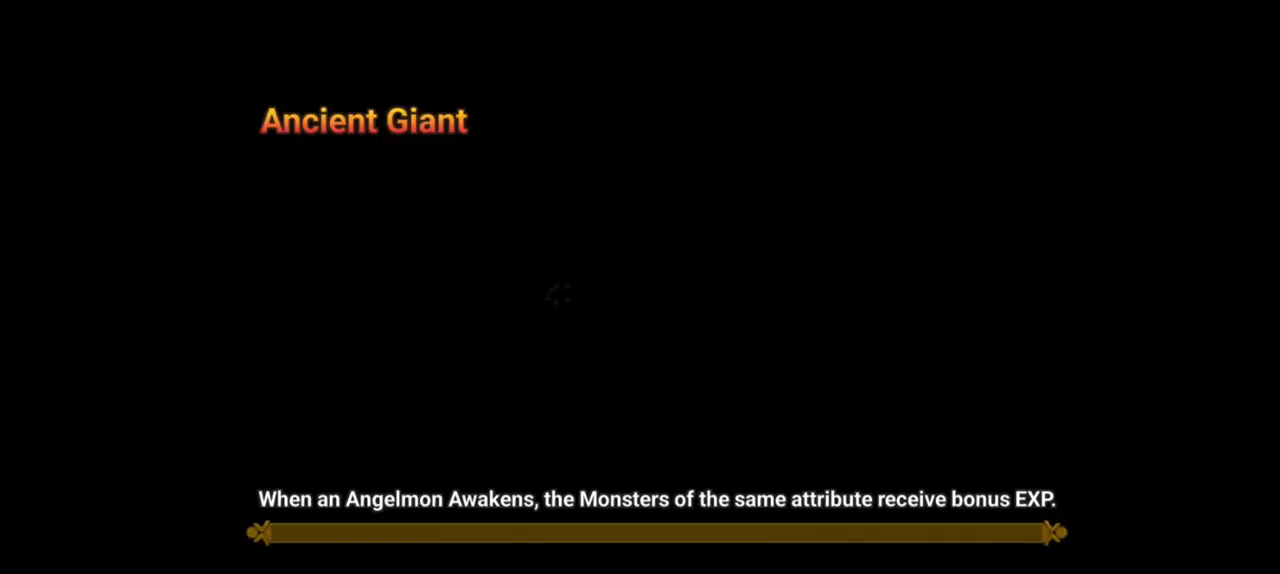 Ancient Giant
When an Angelmon Awakens, the Monsters of the same attribute receive bonus EXP.